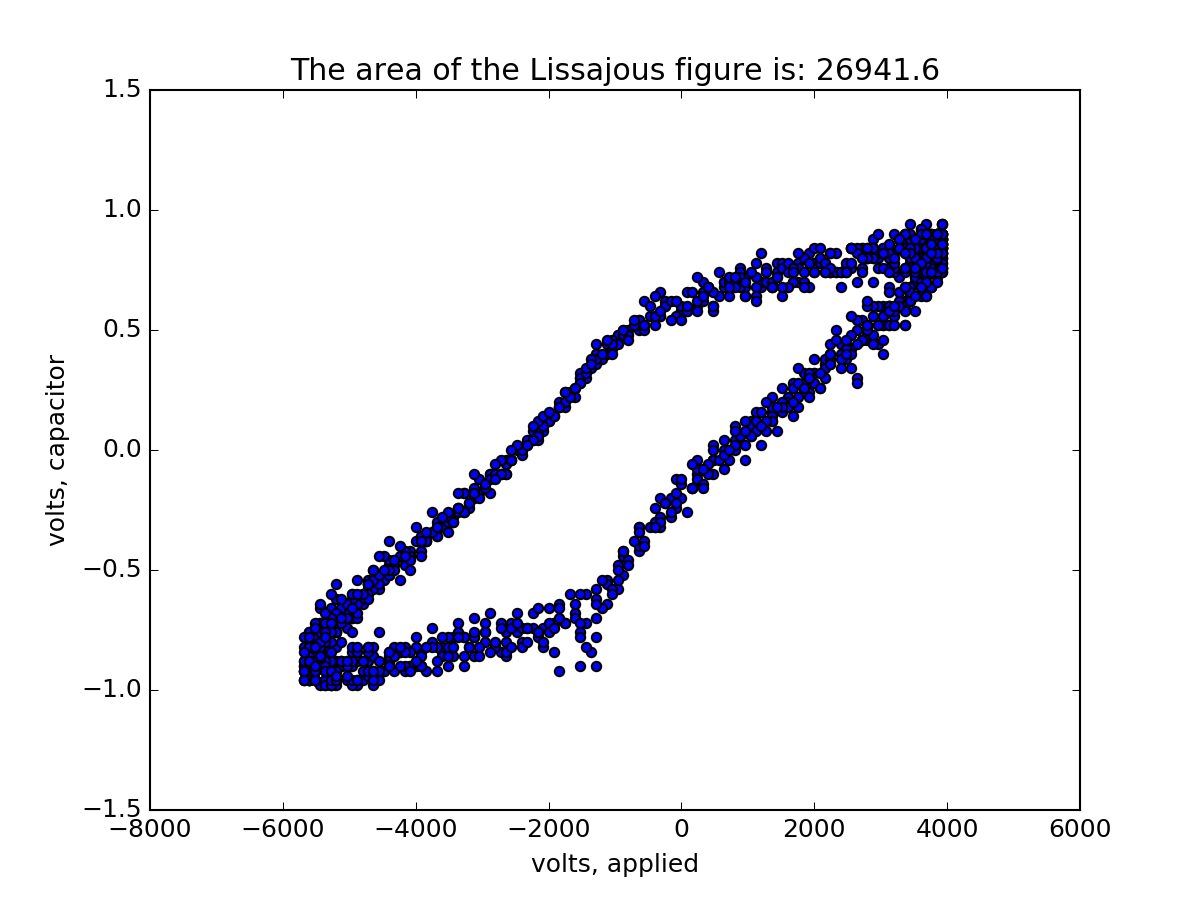 The area of the Lissajous figure is: 26941.6
1.5
1.0
0.5
0.0
−0.5
−1.0
−1.5
volts, capacitor
−8000 −6000 −4000 −2000 0 2000 4000 6000
volts, applied